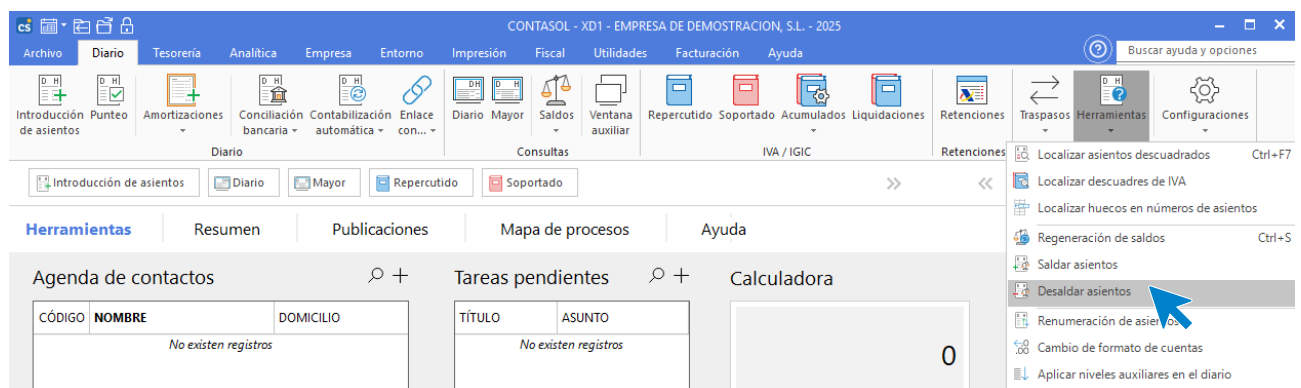 cs CONTASOL - XD1 - EMPRESA DE DEMOSTRACION, S.L. - 2025
Archivo Diario Tesorería Analítica Empresa Entorno Impresión Fiscal Utilidades Facturación Ayuda Buscar ayuda y opciones
Introducción de asientos
Punteo
Amortizaciones
Conciliación bancaria
Contabilización automática
Enlace con...
Diario
Diario
Mayor
Saldos
Ventana auxiliar
Consultas
Repercutido
Soportado
Acumulados
Liquidaciones
IVA / IGIC
Retenciones
Retenciones
Traspasos
Herramientas
Configuraciones
Introducción de asientos Diario Mayor Repercutido Soportado
Herramientas Resumen Publicaciones Mapa de procesos Ayuda
Agenda de contactos
CÓDIGO NOMBRE DOMICILIO
No existen registros
Tareas pendientes
TÍTULO ASUNTO
No existen registros
Calculadora
0
Localizar asientos descuadrados Ctrl+F7
Localizar descuadres de IVA
Localizar huecos en números de asientos
Regeneración de saldos Ctrl+S
Saldar asientos
Desaldar asientos
Renumeración de
Cambio de formato de cuentas
Aplicar niveles auxiliares en el diario